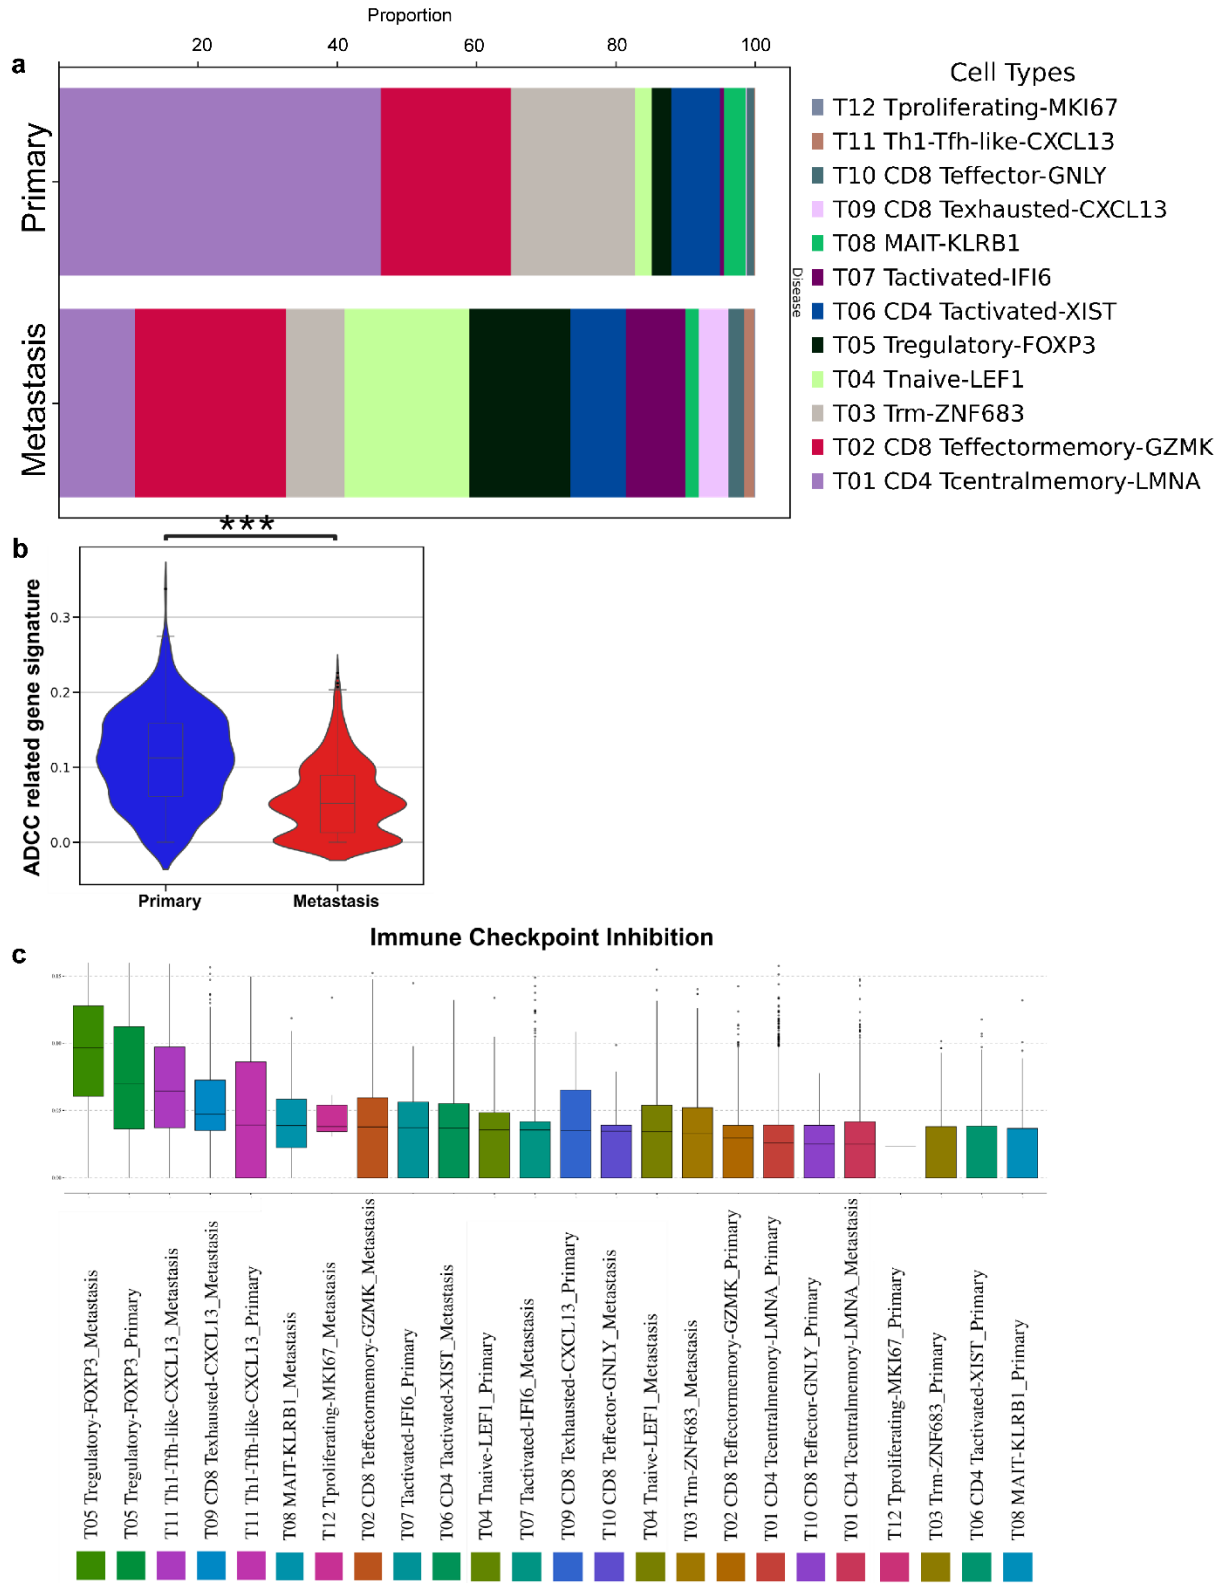 Proportion
20 40 60 80 100
a
Primary
Metastasis
Disease
Cell Types
T12 Tproliferating-MKI67
T11 Th1-Tfh-like-CXCL13
T10 CD8 Teffector-GNLY
T09 CD8 Texhausted-CXCL13
T08 MAIT-KLRB1
T07 Tactivated-IFI6
T06 CD4 Tactivated-XIST
T05 Tregulatory-FOXP3
T04 Tnaive-LEF1
T03 Trm-ZNF683
T02 CD8 Teffectormemory-GZMK
T01 CD4 Tcentralmemory-LMNA
***
b
ADCC related gene signature
0.3
0.2
0.1
0.0
Primary Metastasis
Immune Checkpoint Inhibition
c
T05 Tregulatory-FOXP3_Metastasis
T05 Tregulatory-FOXP3_Primary
T11 Th1-Tfh-like-CXCL13_Metastasis
T09 CD8 Texhausted-CXCL13_Metastasis
T11 Th1-Tfh-like-CXCL13_Primary
T08 MAIT-KLRB1_Metastasis
T12 Tproliferating-MKI67_Metastasis
T02 CD8 Teffectormemory-GZMK_Metastasis
T07 Tactivated-IFI6_Primary
T06 CD4 Tactivated-XIST_Metastasis
T04 Tnaive-LEF1_Primary
T07 Tactivated-IFI6_Metastasis
T09 CD8 Texhausted-CXCL13_Primary
T10 CD8 Teffector-GNLY_Metastasis
T04 Tnaive-LEF1_Metastasis
T03 Trm-ZNF683_Metastasis
T02 CD8 Teffectormemory-GZMK_Primary
T01 CD4 Tcentralmemory-LMNA_Primary
T10 CD8 Teffector-GNLY_Primary
T01 CD4 Tcentralmemory-LMNA_Metastasis
T12 Tproliferating-MKI67_Primary
T03 Trm-ZNF683_Primary
T06 CD4 Tactivated-XIST_Primary
T08 MAIT-KLRB1_Primary